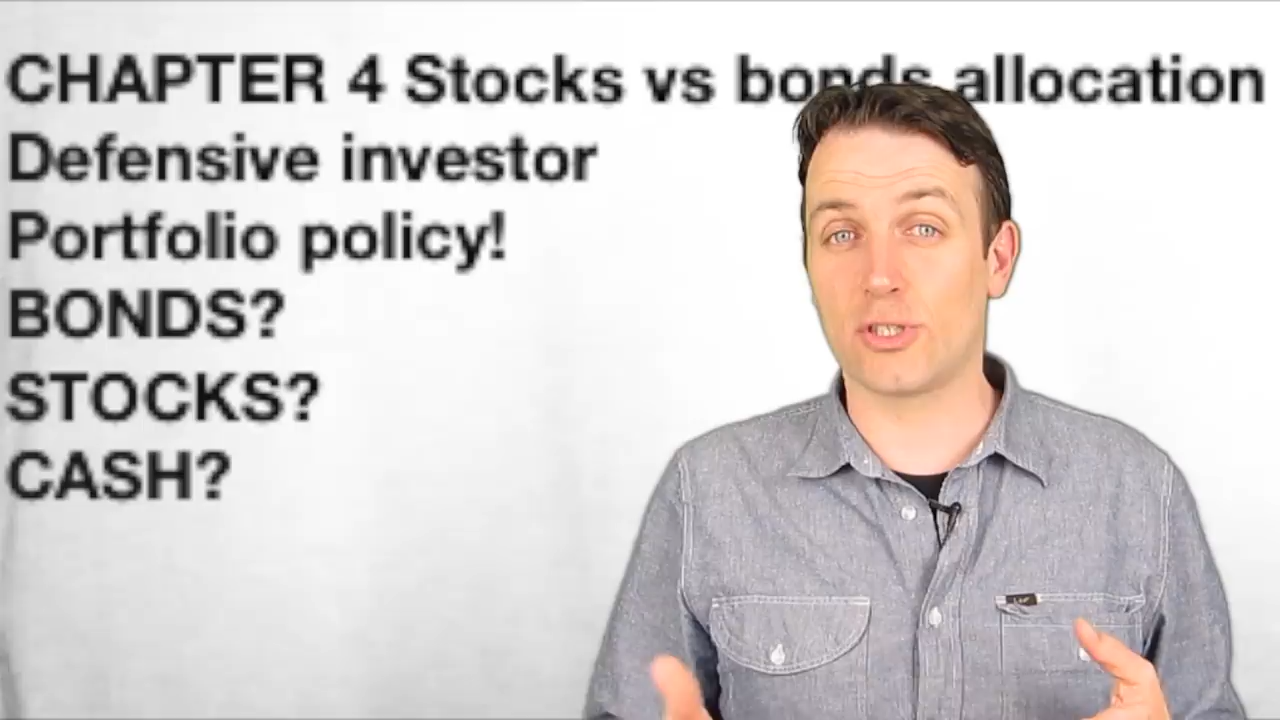 CHAPTER 4 Stocks vs bonds allocation
Defensive investor
Portfolio policy!
BONDS?
STOCKS?
CASH?